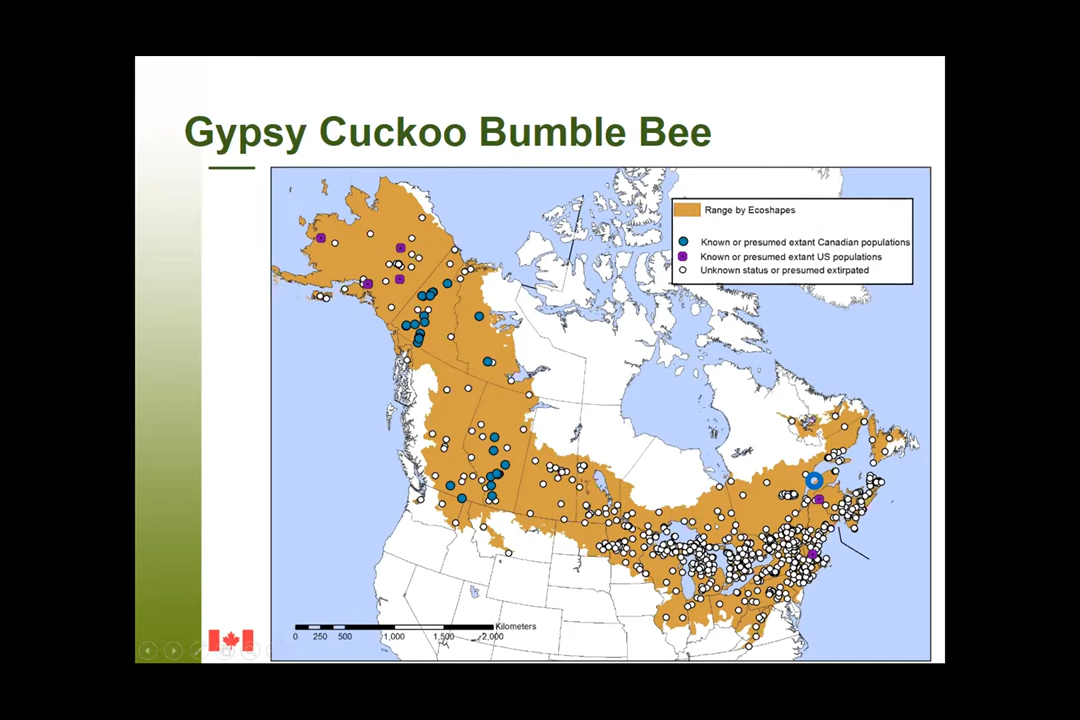 Gypsy Cuckoo Bumble Bee
Range by Ecoshapes
Known or presumed extant Canadian populations
Known or presumed extant US populations
Unknown status or presumed extirpated
Kilometers
0 250 500 1,000 1,500 2,000